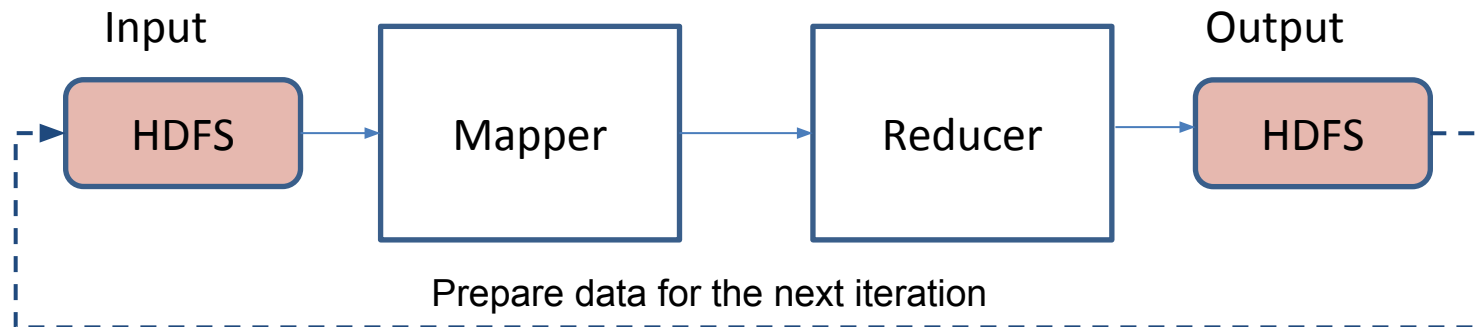 Input
Output
HDFS
Mapper
Reducer
HDFS
Prepare data for the next iteration